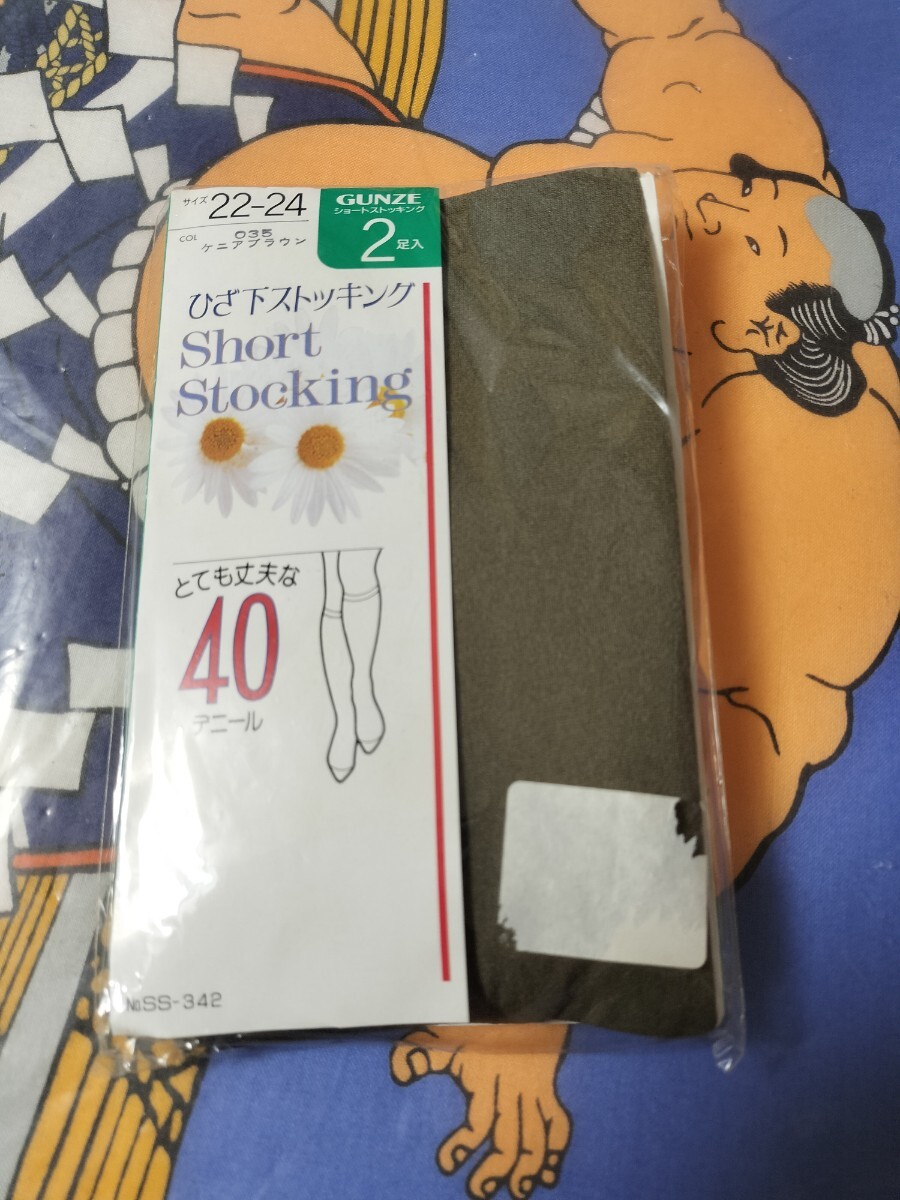 サイズ 22-24
COL 035
ケニアブラウン
GUNZE
ショートストッキング
2足入
ひざ下ストッキング
Short
Stocking
とても丈夫な
40
デニール
№SS-342